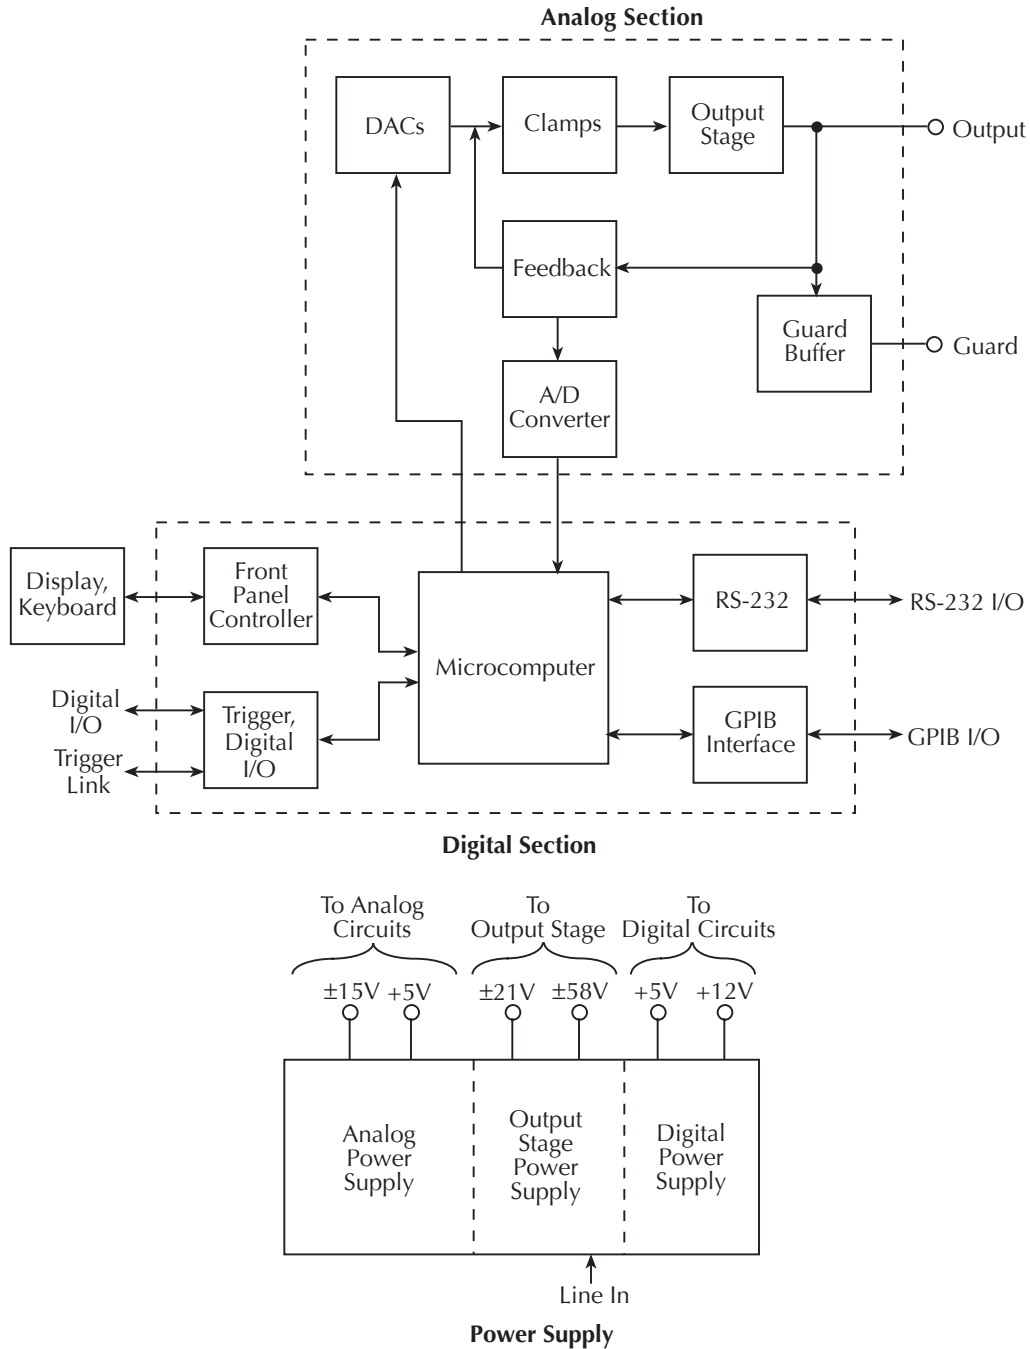 Analog Section
DACs
Clamps
Output
Stage
Output
Feedback
Guard
Buffer
Guard
A/D
Converter
Display,
Keyboard
Front
Panel
Controller
Microcomputer
RS-232
RS-232 I/O
Digital
I/O
Trigger
Link
Trigger,
Digital
I/O
GPIB
Interface
GPIB I/O
Digital Section
To Analog
Circuits
To
Output Stage
To
Digital Circuits
±15V
+5V
±21V
±58V
+5V
+12V
Analog
Power
Supply
Output
Stage
Power
Supply
Digital
Power
Supply
Line In
Power Supply